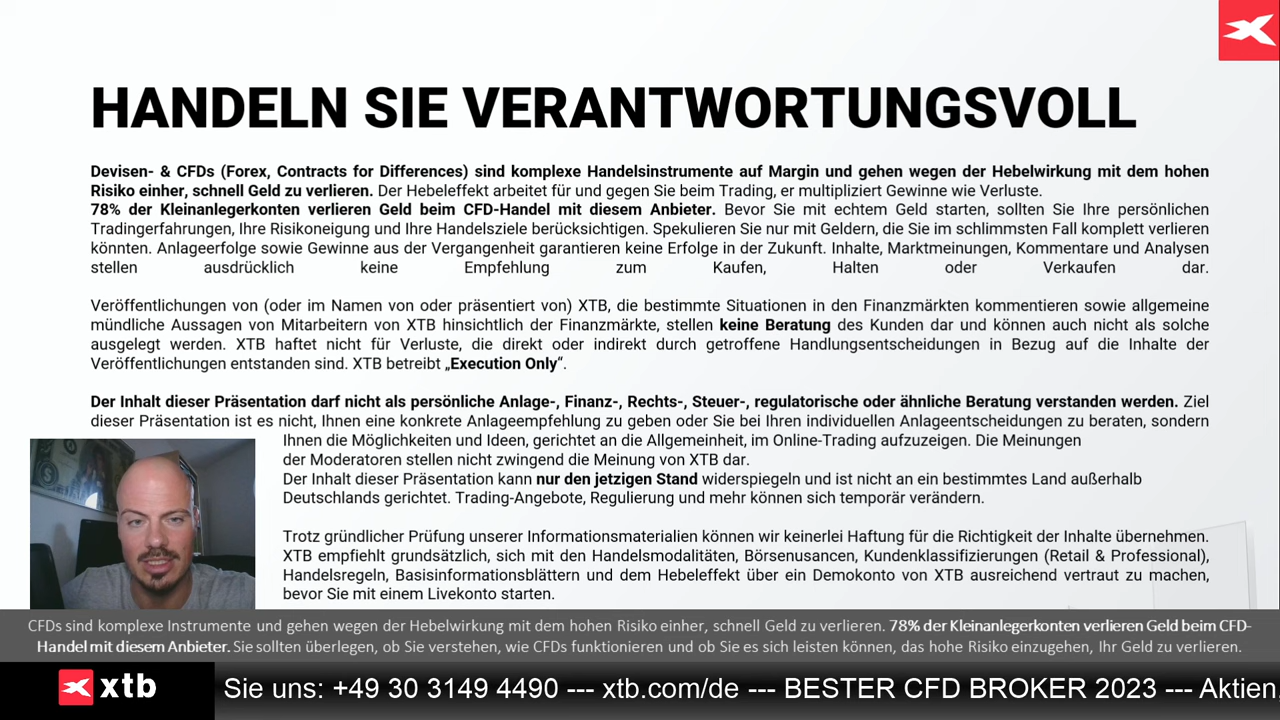 HANDELN SIE VERANTWORTUNGSVOLL
Devisen- & CFDs (Forex, Contracts for Differences) sind komplexe Handelsinstrumente auf Margin und gehen wegen der Hebelwirkung mit dem hohen
Risiko einher, schnell Geld zu verlieren. Der Hebeleffekt arbeitet für und gegen Sie beim Trading, er multipliziert Gewinne wie Verluste.
78% der Kleinanlegerkonten verlieren Geld beim CFD-Handel mit diesem Anbieter. Bevor Sie mit echtem Geld starten, sollten Sie Ihre persönlichen
Tradingerfahrungen, Ihre Risikoneigung und Ihre Handelsziele berücksichtigen. Spekulieren Sie nur mit Geldern, die Sie im schlimmsten Fall komplett verlieren
könnten. Anlageerfolge sowie Gewinne aus der Vergangenheit garantieren keine Erfolge in der Zukunft. Inhalte, Marktmeinungen, Kommentare und Analysen
stellen ausdrücklich keine Empfehlung zum Kaufen, Halten oder Verkaufen dar.
Veröffentlichungen von (oder im Namen von oder präsentiert von) XTB, die bestimmte Situationen in den Finanzmärkten kommentieren sowie allgemeine
mündliche Aussagen von Mitarbeitern von XTB hinsichtlich der Finanzmärkte, stellen keine Beratung des Kunden dar und können auch nicht als solche
ausgelegt werden. XTB haftet nicht für Verluste, die direkt oder indirekt durch getroffene Handlungsentscheidungen in Bezug auf die Inhalte der
Veröffentlichungen entstanden sind. XTB betreibt „Execution Only“.
Der Inhalt dieser Präsentation darf nicht als persönliche Anlage-, Finanz-, Rechts-, Steuer-, regulatorische oder ähnliche Beratung verstanden werden. Ziel
dieser Präsentation ist es nicht, Ihnen eine konkrete Anlageempfehlung zu geben oder Sie bei Ihren individuellen Anlageentscheidungen zu beraten, sondern
Ihnen die Möglichkeiten und Ideen, gerichtet an die Allgemeinheit, im Online-Trading aufzuzeigen. Die Meinungen
der Moderatoren stellen nicht zwingend die Meinung von XTB dar.
Der Inhalt dieser Präsentation kann nur den jetzigen Stand widerspiegeln und ist nicht an ein bestimmtes Land außerhalb
Deutschlands gerichtet. Trading-Angebote, Regulierung und mehr können sich temporär verändern.
Trotz gründlicher Prüfung unserer Informationsmaterialien können wir keinerlei Haftung für die Richtigkeit der Inhalte übernehmen.
XTB empfiehlt grundsätzlich, sich mit den Handelsmodalitäten, Börsenusancen, Kundenklassifizierungen (Retail & Professional),
Handelsregeln, Basisinformationsblättern und dem Hebeleffekt über ein Demokonto von XTB ausreichend vertraut zu machen,
bevor Sie mit einem Livekonto starten.
CFDs sind komplexe Instrumente und gehen wegen der Hebelwirkung mit dem hohen Risiko einher, schnell Geld zu verlieren. 78% der Kleinanlegerkonten verlieren Geld beim CFD-
Handel mit diesem Anbieter. Sie sollten überlegen, ob Sie verstehen, wie CFDs funktionieren und ob Sie es sich leisten können, das hohe Risiko einzugehen, Ihr Geld zu verlieren.
xtb Sie uns: +49 30 3149 4490 --- xtb.com/de --- BESTER CFD BROKER 2023 --- Aktien,